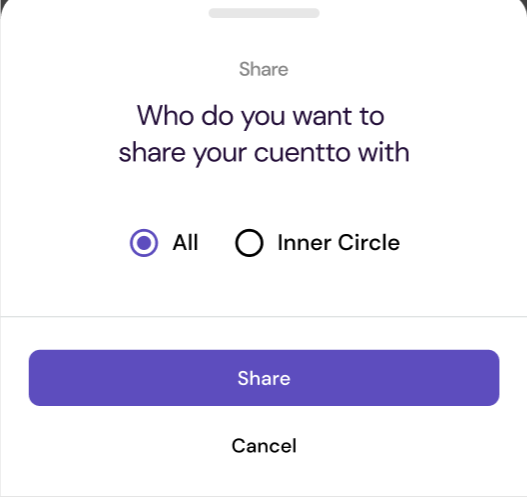 Share
Who do you want to
share your cuentto with
All Inner Circle
Share
Cancel